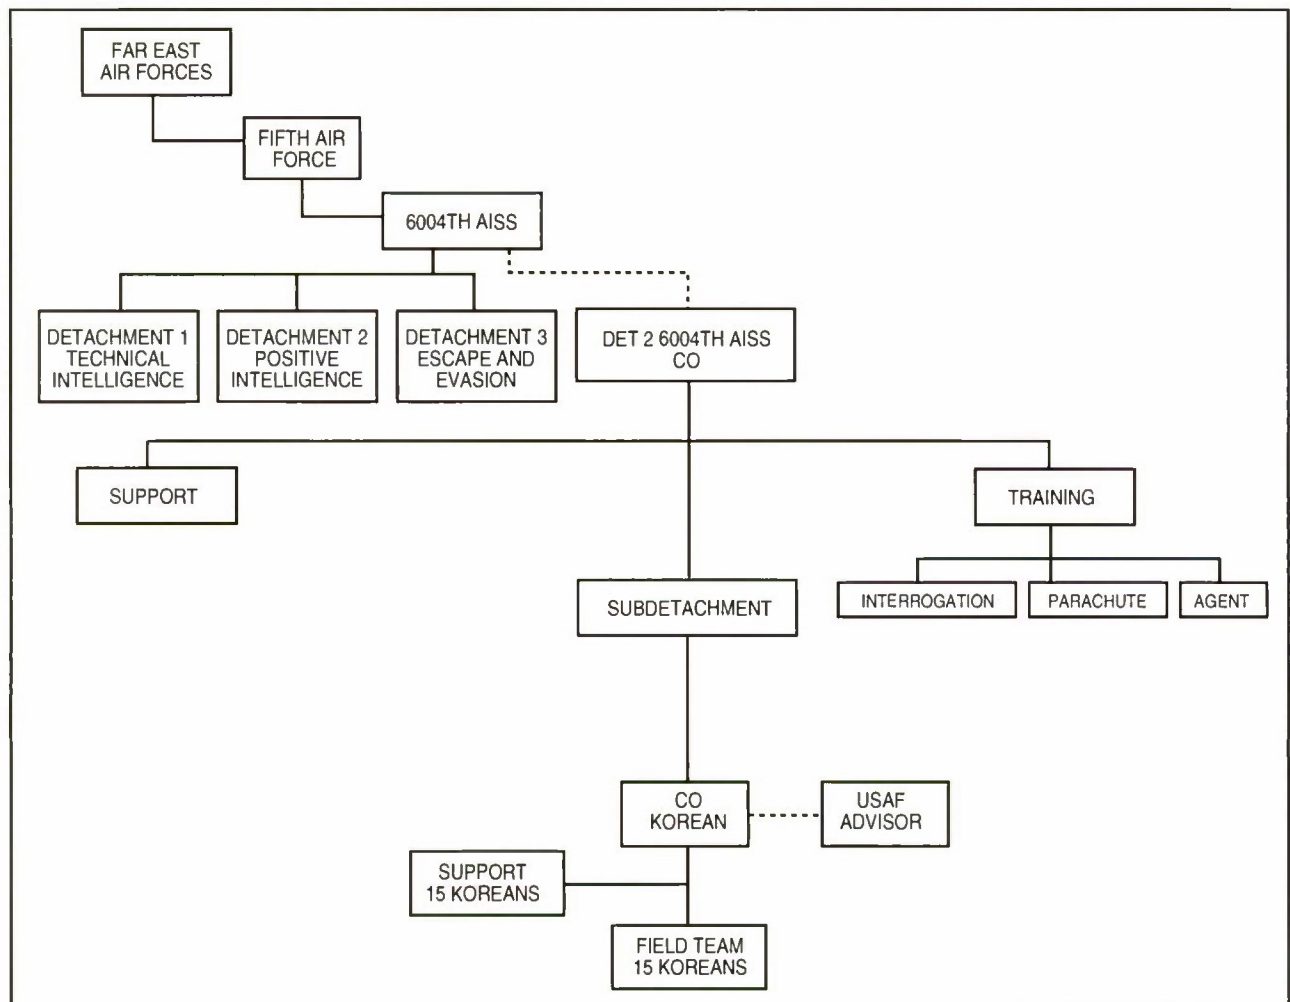 FAR EAST
AIR FORCES
FIFTH AIR
FORCE
6004TH AISS
DETACHMENT 1
TECHNICAL
INTELLIGENCE
DETACHMENT 2
POSITIVE
INTELLIGENCE
DETACHMENT 3
ESCAPE AND
EVASION
DET 2 6004TH AISS
CO
SUPPORT
TRAINING
INTERROGATION
PARACHUTE
AGENT
SUBDETACHMENT
CO
KOREAN
USAF
ADVISOR
SUPPORT
15 KOREANS
FIELD TEAM
15 KOREANS